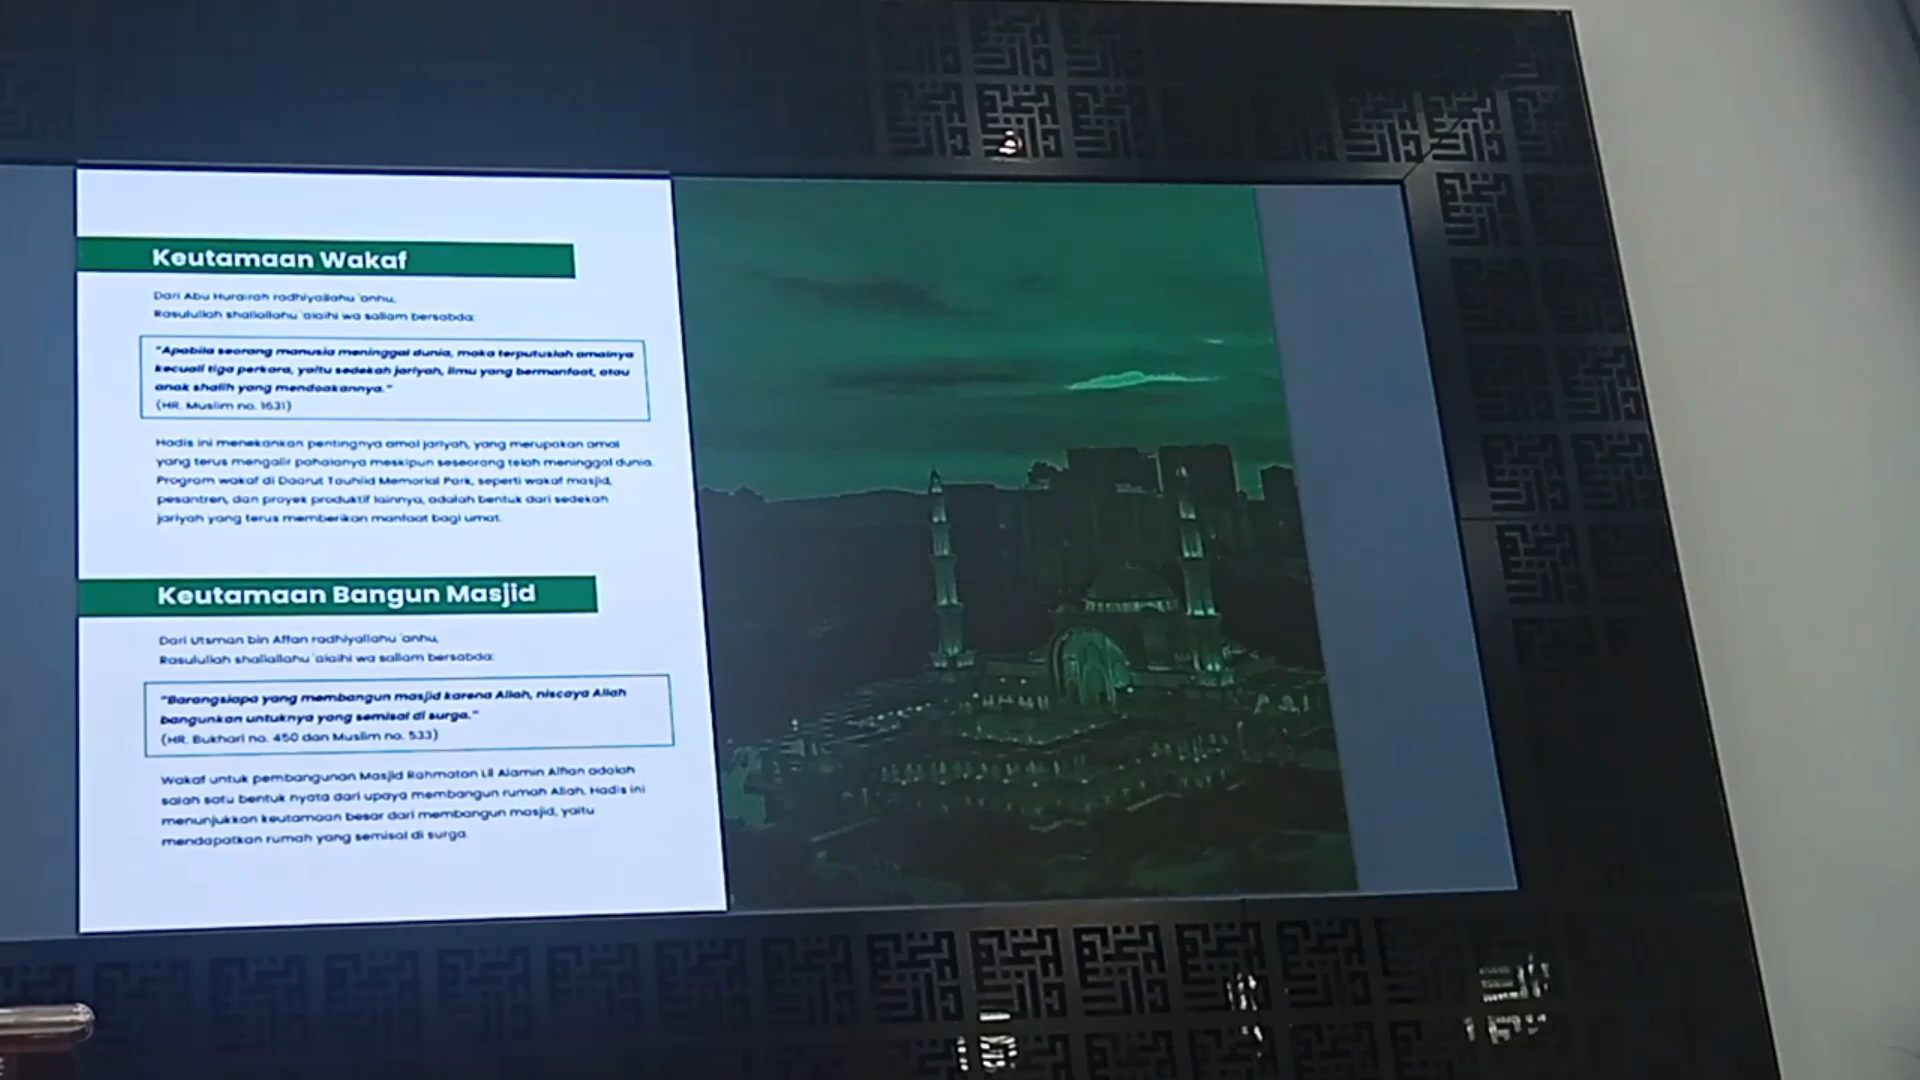 Keutamaan Wakaf
Dari Abu Hurairah radhiyallahu 'anhu,
Rasulullah shallallahu 'alaihi wa sallam bersabda:
"Apabila seorang manusia meninggal dunia, maka terputuslah amalnya
kecuali tiga perkara, yaitu sedekah jariyah, ilmu yang bermanfaat, atau
anak shalih yang mendoakannya."
(HR. Muslim no. 1631)
Hadis ini menekankan pentingnya amal jariyah, yang merupakan amal
yang terus mengalir pahalanya meskipun seseorang telah meninggal dunia.
Program wakaf di Daarut Tauhiid Memorial Park, seperti wakaf masjid,
pesantren, dan proyek produktif lainnya, adalah bentuk dari sedekah
jariyah yang terus memberikan manfaat bagi umat.
Keutamaan Bangun Masjid
Dari Utsman bin Affan radhiyallahu 'anhu,
Rasulullah shallallahu 'alaihi wa sallam bersabda:
"Barangsiapa yang membangun masjid karena Allah, niscaya Allah
bangunkan untuknya yang semisal di surga."
(HR. Bukhari no. 450 dan Muslim no. 533)
Wakaf untuk pembangunan Masjid Rahmatan Lil Alamin Alfian adalah
salah satu bentuk nyata dari upaya membangun rumah Allah. Hadis ini
menunjukkan keutamaan besar dari membangun masjid, yaitu
mendapatkan rumah yang semisal di surga.